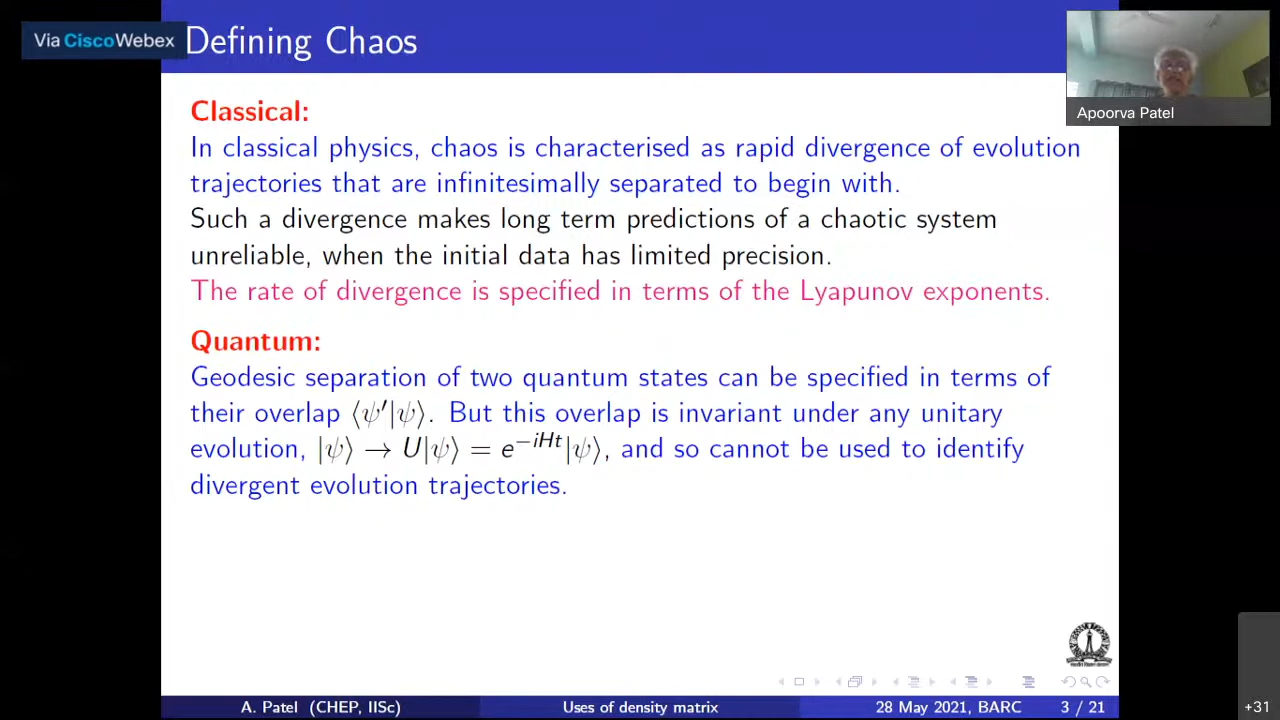 Via Cisco Webex
Defining Chaos
Apoorva Patel
Classical:
In classical physics, chaos is characterised as rapid divergence of evolution
trajectories that are infinitesimally separated to begin with.
Such a divergence makes long term predictions of a chaotic system
unreliable, when the initial data has limited precision.
The rate of divergence is specified in terms of the Lyapunov exponents.
Quantum:
Geodesic separation of two quantum states can be specified in terms of
their overlap ⟨ψ′|ψ⟩. But this overlap is invariant under any unitary
evolution, |ψ⟩ → U|ψ⟩ = e^{−iHt}|ψ⟩, and so cannot be used to identify
divergent evolution trajectories.
A. Patel (CHEP, IISc) Uses of density matrix 28 May 2021, BARC 3 / 21
+31